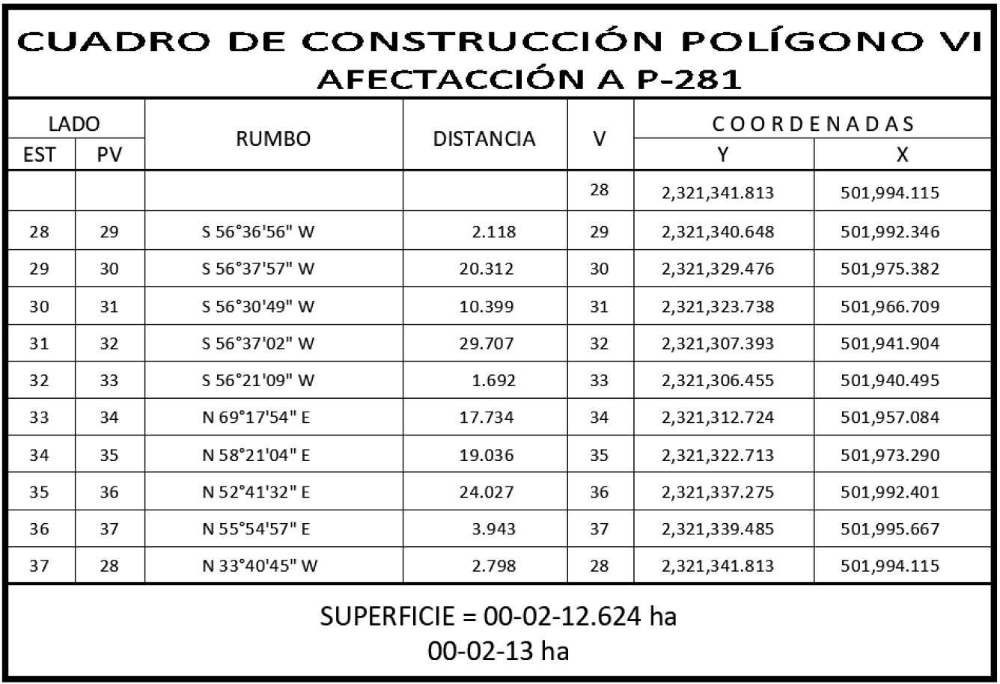 CUADRO DE CONSTRUCCIÓN POLÍGONO VI
AFECTACCIÓN A P-281
LADO RUMBO DISTANCIA V COORDENADAS
EST PV Y X
28 2,321,341.813 501,994.115
28 29 S 56°36'56" W 2.118 29 2,321,340.648 501,992.346
29 30 S 56°37'57" W 20.312 30 2,321,329.476 501,975.382
30 31 S 56°30'49" W 10.399 31 2,321,323.738 501,966.709
31 32 S 56°37'02" W 29.707 32 2,321,307.393 501,941.904
32 33 S 56°21'09" W 1.692 33 2,321,306.455 501,940.495
33 34 N 69°17'54" E 17.734 34 2,321,312.724 501,957.084
34 35 N 58°21'04" E 19.036 35 2,321,322.713 501,973.290
35 36 N 52°41'32" E 24.027 36 2,321,337.275 501,992.401
36 37 N 55°54'57" E 3.943 37 2,321,339.485 501,995.667
37 28 N 33°40'45" W 2.798 28 2,321,341.813 501,994.115
SUPERFICIE = 00-02-12.624 ha
00-02-13 ha